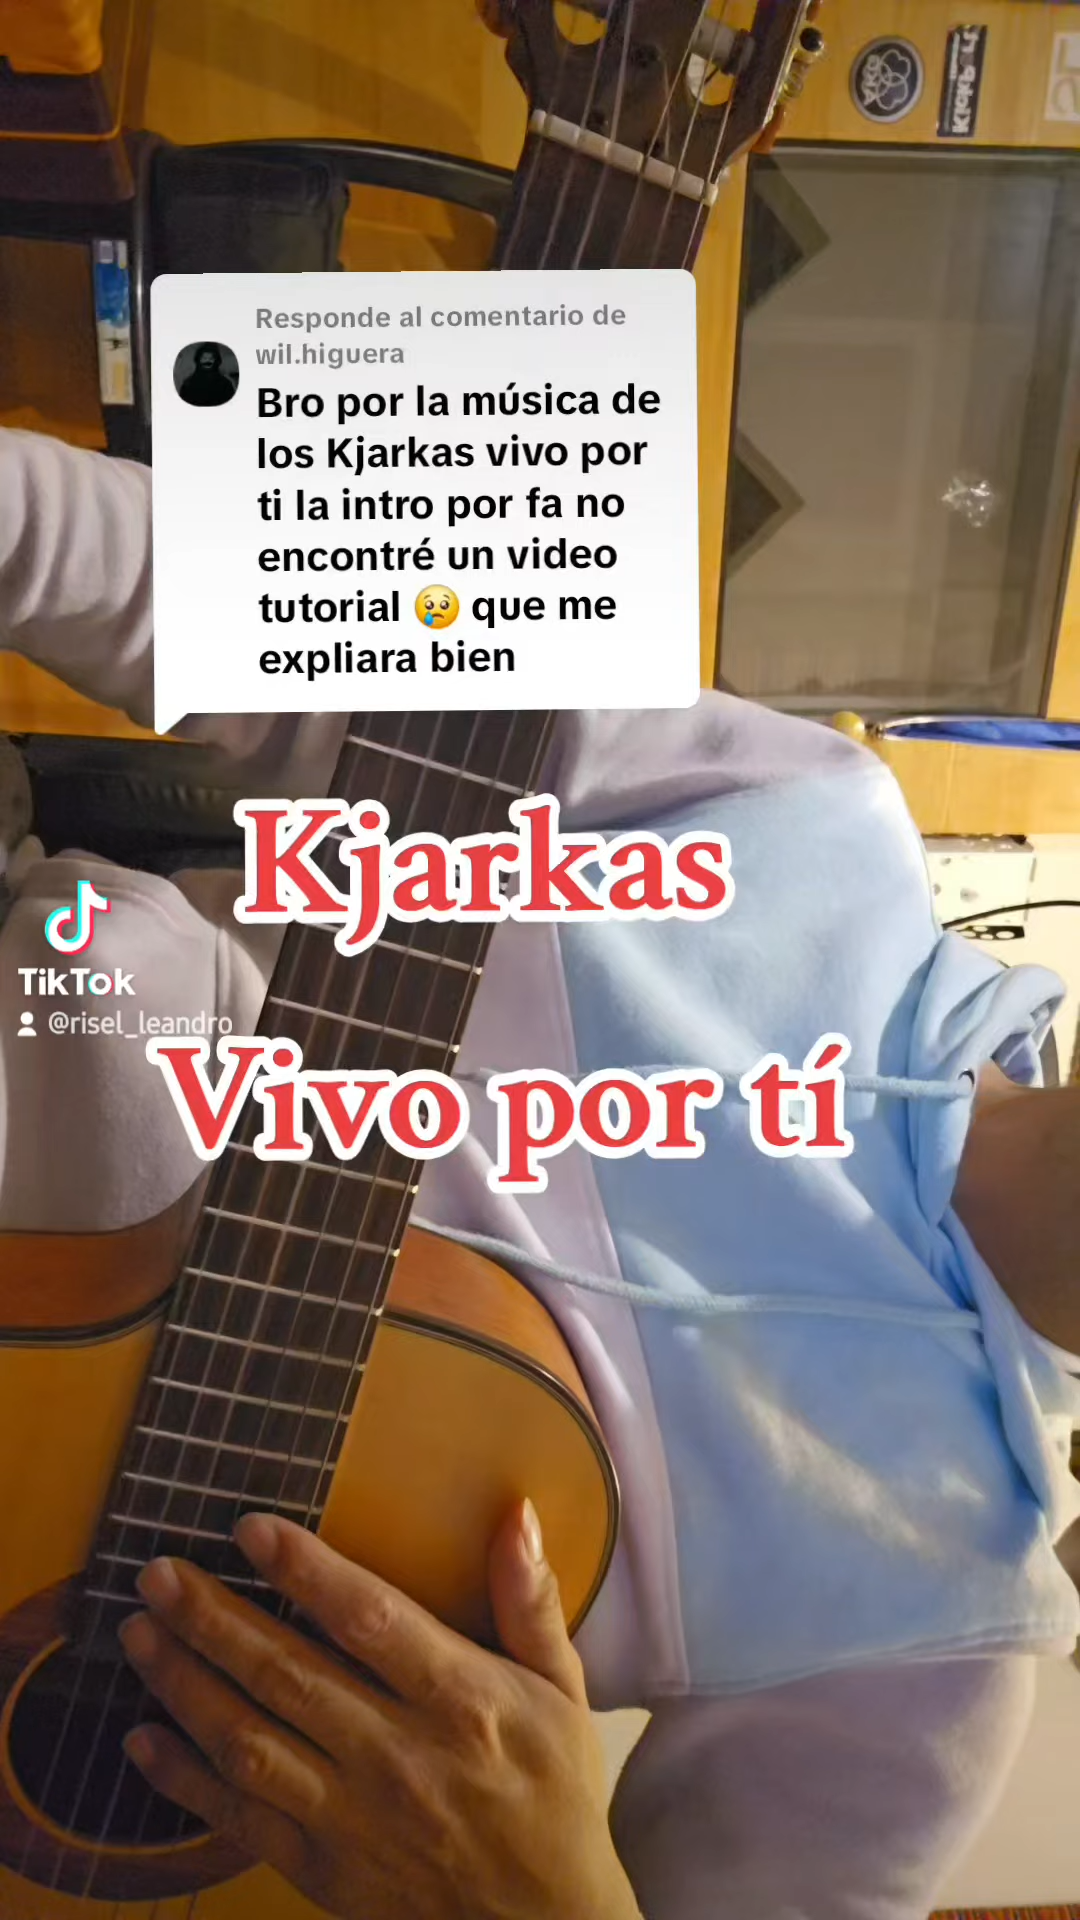 Responde al comentario de
wil.higuera
Bro por la música de
los Kjarkas vivo por
ti la intro por fa no
encontré un video
tutorial 😢 que me
expliara bien
Kjarkas
TikTok
@risel_leandro
Vivo por tí